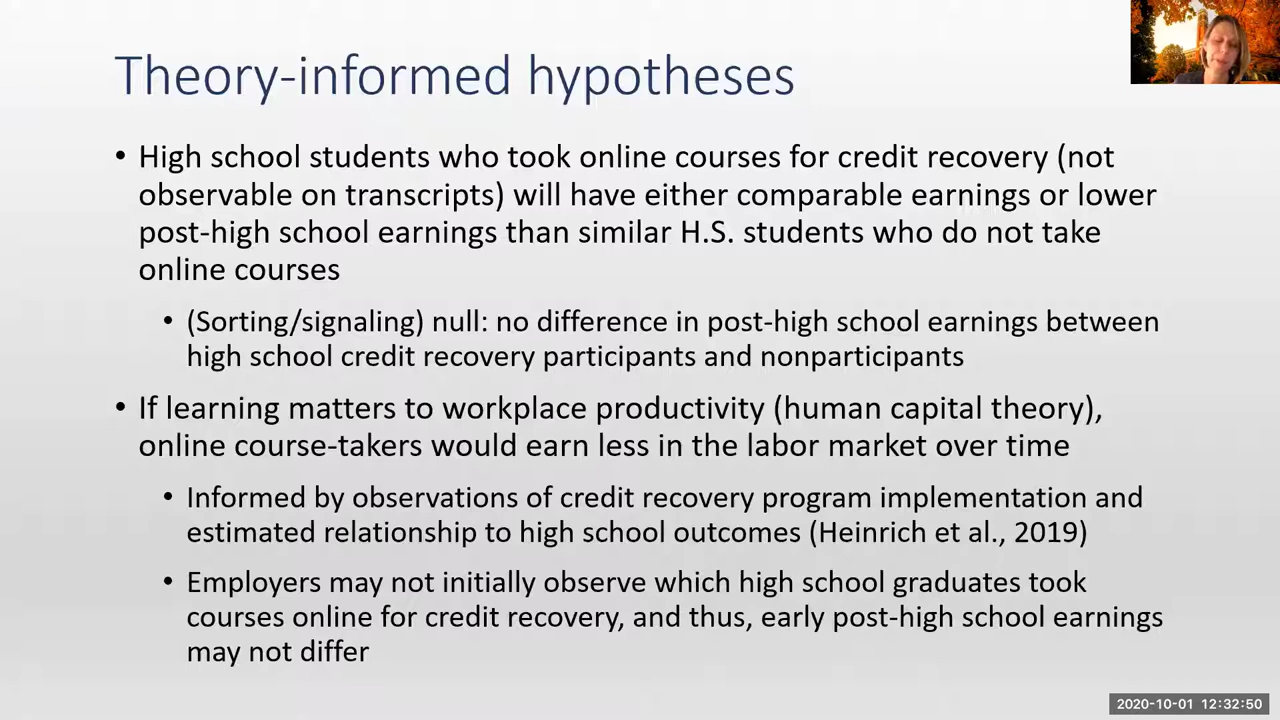 Theory-informed hypotheses
• High school students who took online courses for credit recovery (not
observable on transcripts) will have either comparable earnings or lower
post-high school earnings than similar H.S. students who do not take
online courses
• (Sorting/signaling) null: no difference in post-high school earnings between
high school credit recovery participants and nonparticipants
• If learning matters to workplace productivity (human capital theory),
online course-takers would earn less in the labor market over time
• Informed by observations of credit recovery program implementation and
estimated relationship to high school outcomes (Heinrich et al., 2019)
• Employers may not initially observe which high school graduates took
courses online for credit recovery, and thus, early post-high school earnings
may not differ
2020-10-01 12:32:50